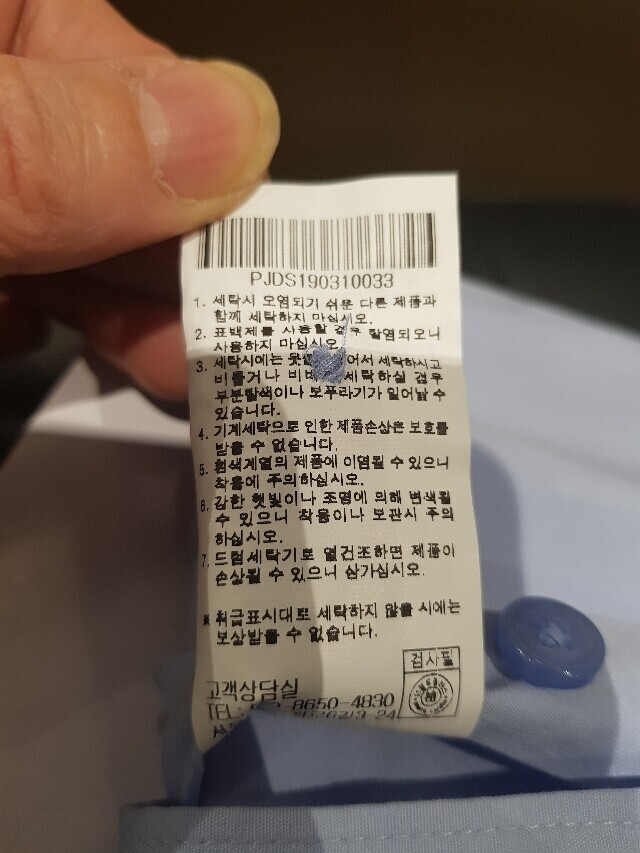 PJDS190310033
1. 세탁시 오염되기 쉬운 다른 제품과
함께 세탁하지 마십시오.
2. 표백제를 사용할 경우 탈염되오니
사용하지 마십시오.
3. 세탁시에는 어서 세탁하시고
비틀거나 세탁하실 경우
부분탈색이나 보푸라기가 일어날 수
있습니다.
4. 기계세탁으로 인한 제품손상은 보호를
받을 수 없습니다.
5. 흰색계열의 제품에 이염될 수 있으니
착용에 주의하십시오.
6. 강한 햇빛이나 조명에 의해 변색될
수 있으니 착용이나 보관시 주의
하십시오.
7. 드럼세탁기로 열건조하면 제품이
손상될 수 있으니 삼가십시오.
※ 취급표시대로 세탁하지 않을 시에는
보상받을 수 없습니다.
검사필
고객상담실
TEL: 8650-4830